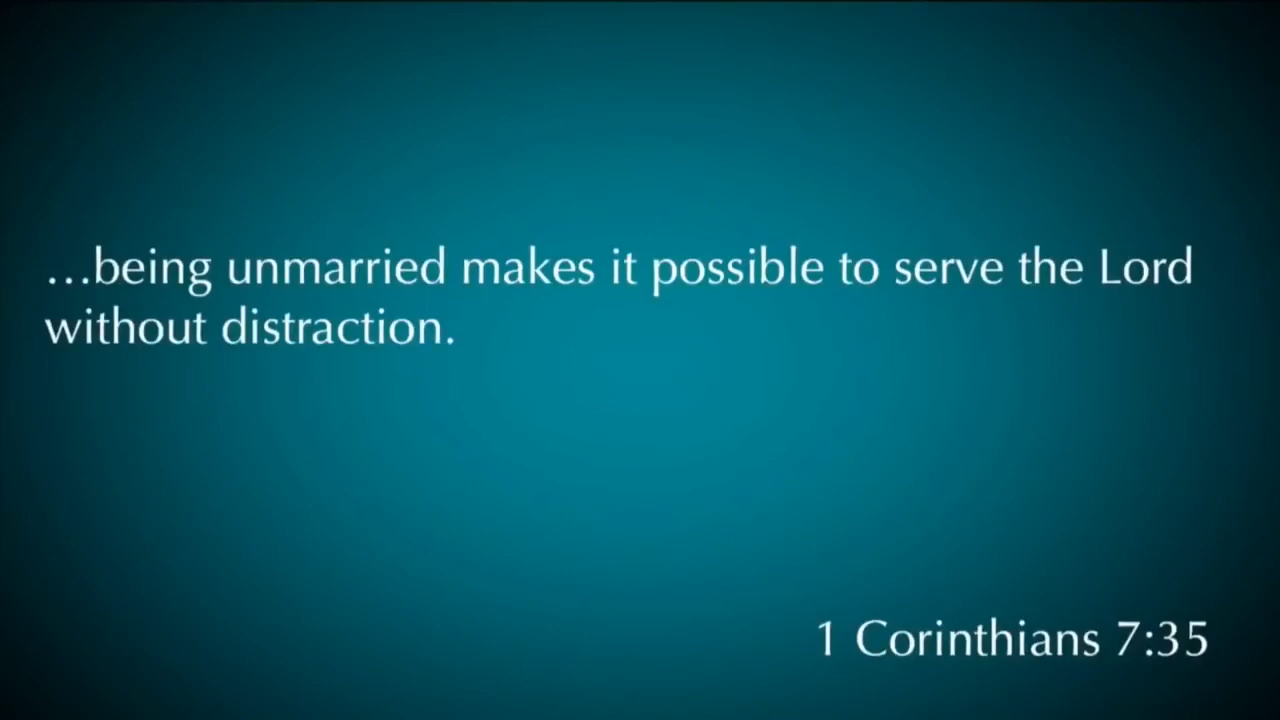 …being unmarried makes it possible to serve the Lord
without distraction.
1 Corinthians 7:35